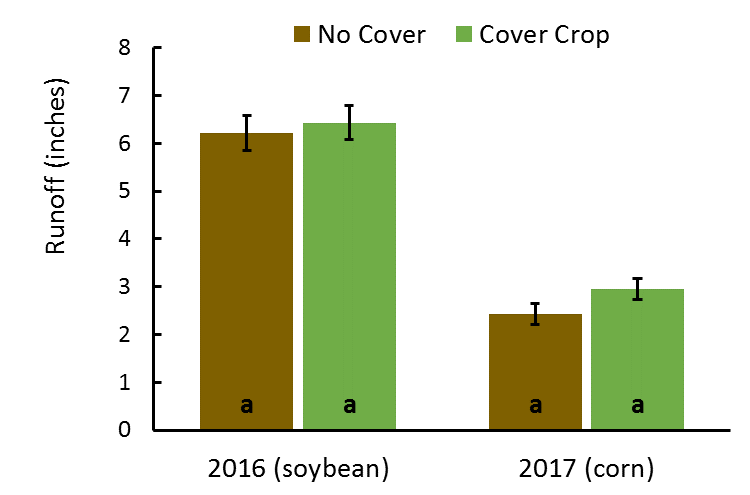 No Cover Cover Crop
8
7
6
5
4
3
2
1
0
Runoff (inches)
a a a a
2016 (soybean) 2017 (corn)